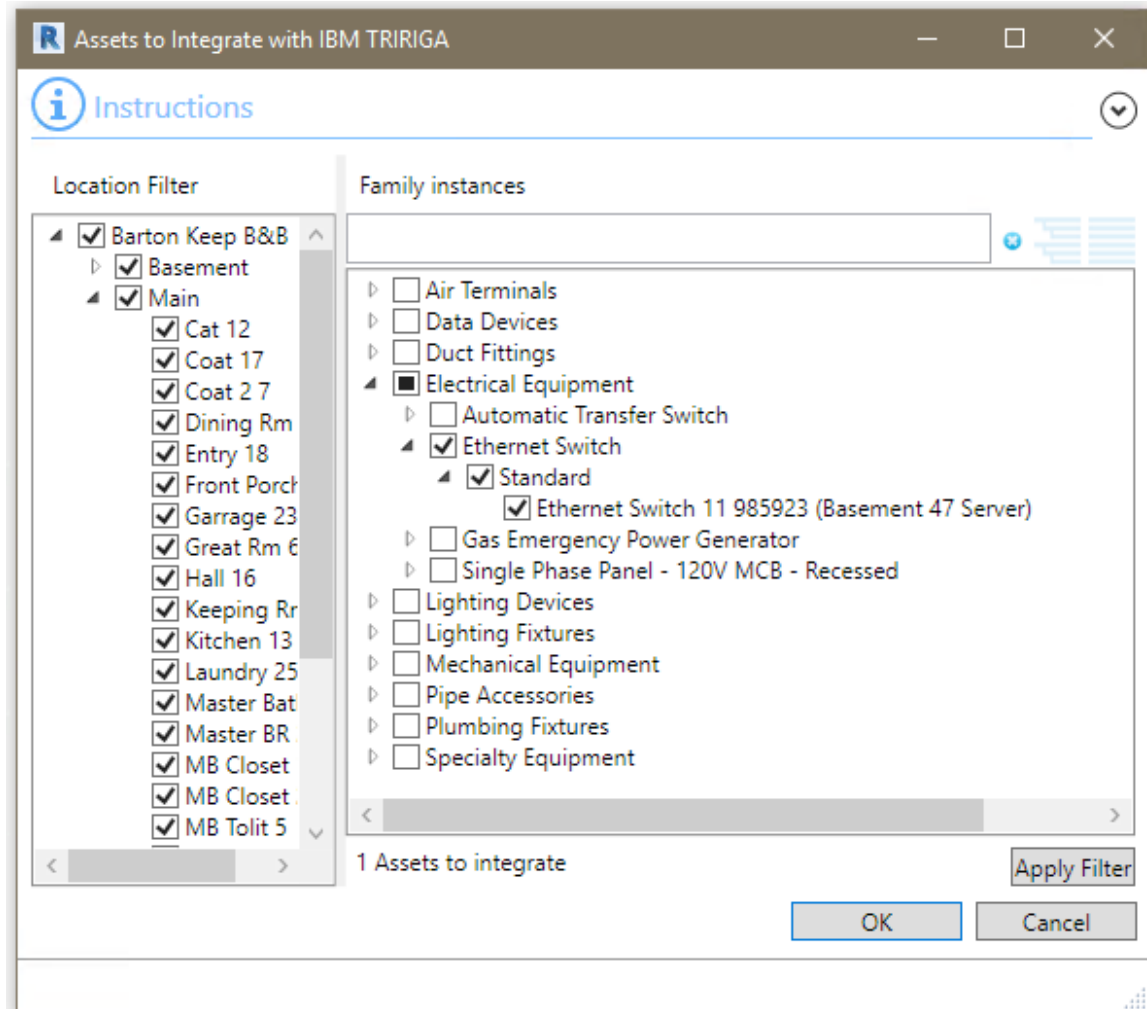 Assets to Integrate with IBM TRIRIGA
Instructions
Location Filter
Barton Keep B&B
Basement
Main
Cat 12
Coat 17
Coat 2 7
Dining Rm
Entry 18
Front Porch
Garrage 23
Great Rm 6
Hall 16
Keeping Rr
Kitchen 13
Laundry 25
Master Bat
Master BR
MB Closet
MB Closet
MB Tolit 5
Family instances
Air Terminals
Data Devices
Duct Fittings
Electrical Equipment
Automatic Transfer Switch
Ethernet Switch
Standard
Ethernet Switch 11 985923 (Basement 47 Server)
Gas Emergency Power Generator
Single Phase Panel - 120V MCB - Recessed
Lighting Devices
Lighting Fixtures
Mechanical Equipment
Pipe Accessories
Plumbing Fixtures
Specialty Equipment
1 Assets to integrate
Apply Filter
OK
Cancel